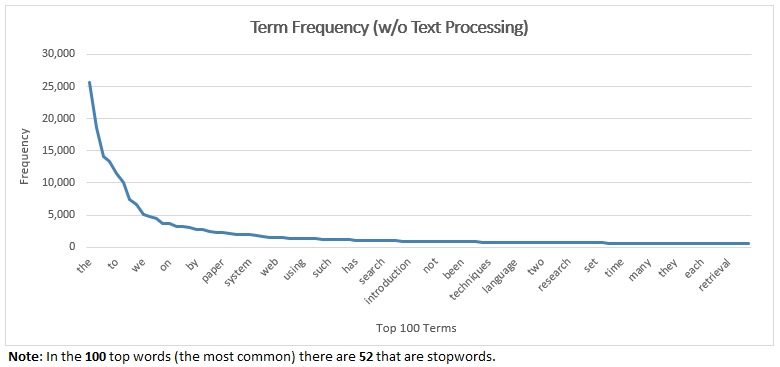 Term Frequency (w/o Text Processing)
30,000
25,000
20,000
15,000
10,000
5,000
0
Frequency
the
to
we
on
by
paper
system
web
using
such
has
search
introduction
not
been
techniques
language
two
research
set
time
many
they
each
retrieval
Top 100 Terms
Note: In the 100 top words (the most common) there are 52 that are stopwords.